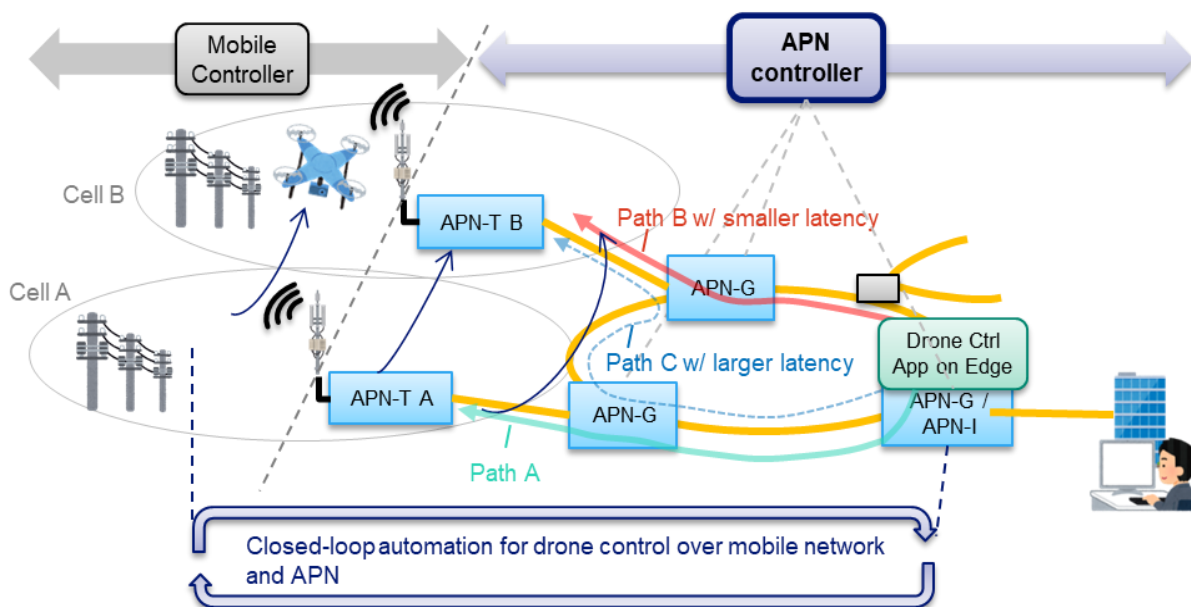 Mobile
Controller
APN
controller
Cell B
APN-T B
Path B w/ smaller latency
APN-G
Cell A
Drone Ctrl
App on Edge
Path C w/ larger latency
APN-T A
APN-G
APN-G /
APN-I
Path A
Closed-loop automation for drone control over mobile network
and APN